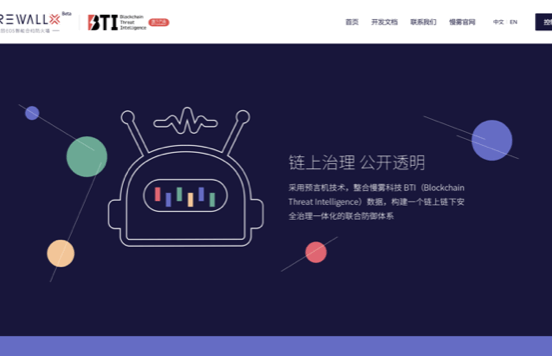 REWALLX Beta
BTI Blockchain Threat Intelligence
首页 开发文档 联系我们 慢雾官网 中文 EN
链上治理 公开透明
采用预言机技术，整合慢雾科技 BTI（Blockchain
Threat Intelligence）数据，构建一个链上链下安
全治理一体化的联合防御体系